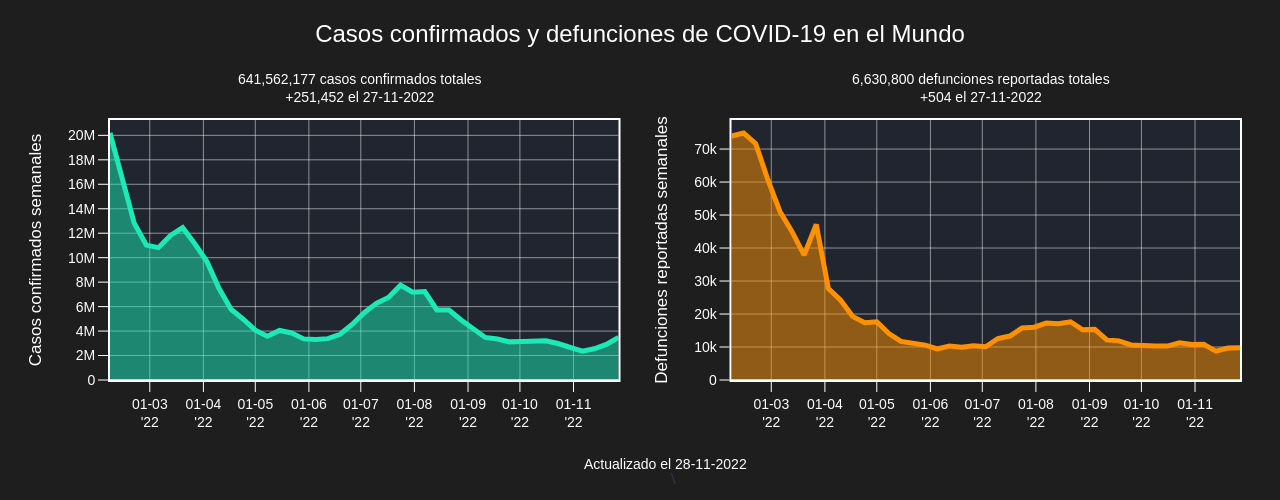 Casos confirmados y defunciones de COVID-19 en el Mundo
641,562,177 casos confirmados totales
+251,452 el 27-11-2022
Casos confirmados semanales
20M
18M
16M
14M
12M
10M
8M
6M
4M
2M
0
01-03 '22
01-04 '22
01-05 '22
01-06 '22
01-07 '22
01-08 '22
01-09 '22
01-10 '22
01-11 '22
6,630,800 defunciones reportadas totales
+504 el 27-11-2022
Defunciones reportadas semanales
70k
60k
50k
40k
30k
20k
10k
0
01-03 '22
01-04 '22
01-05 '22
01-06 '22
01-07 '22
01-08 '22
01-09 '22
01-10 '22
01-11 '22
Actualizado el 28-11-2022
\